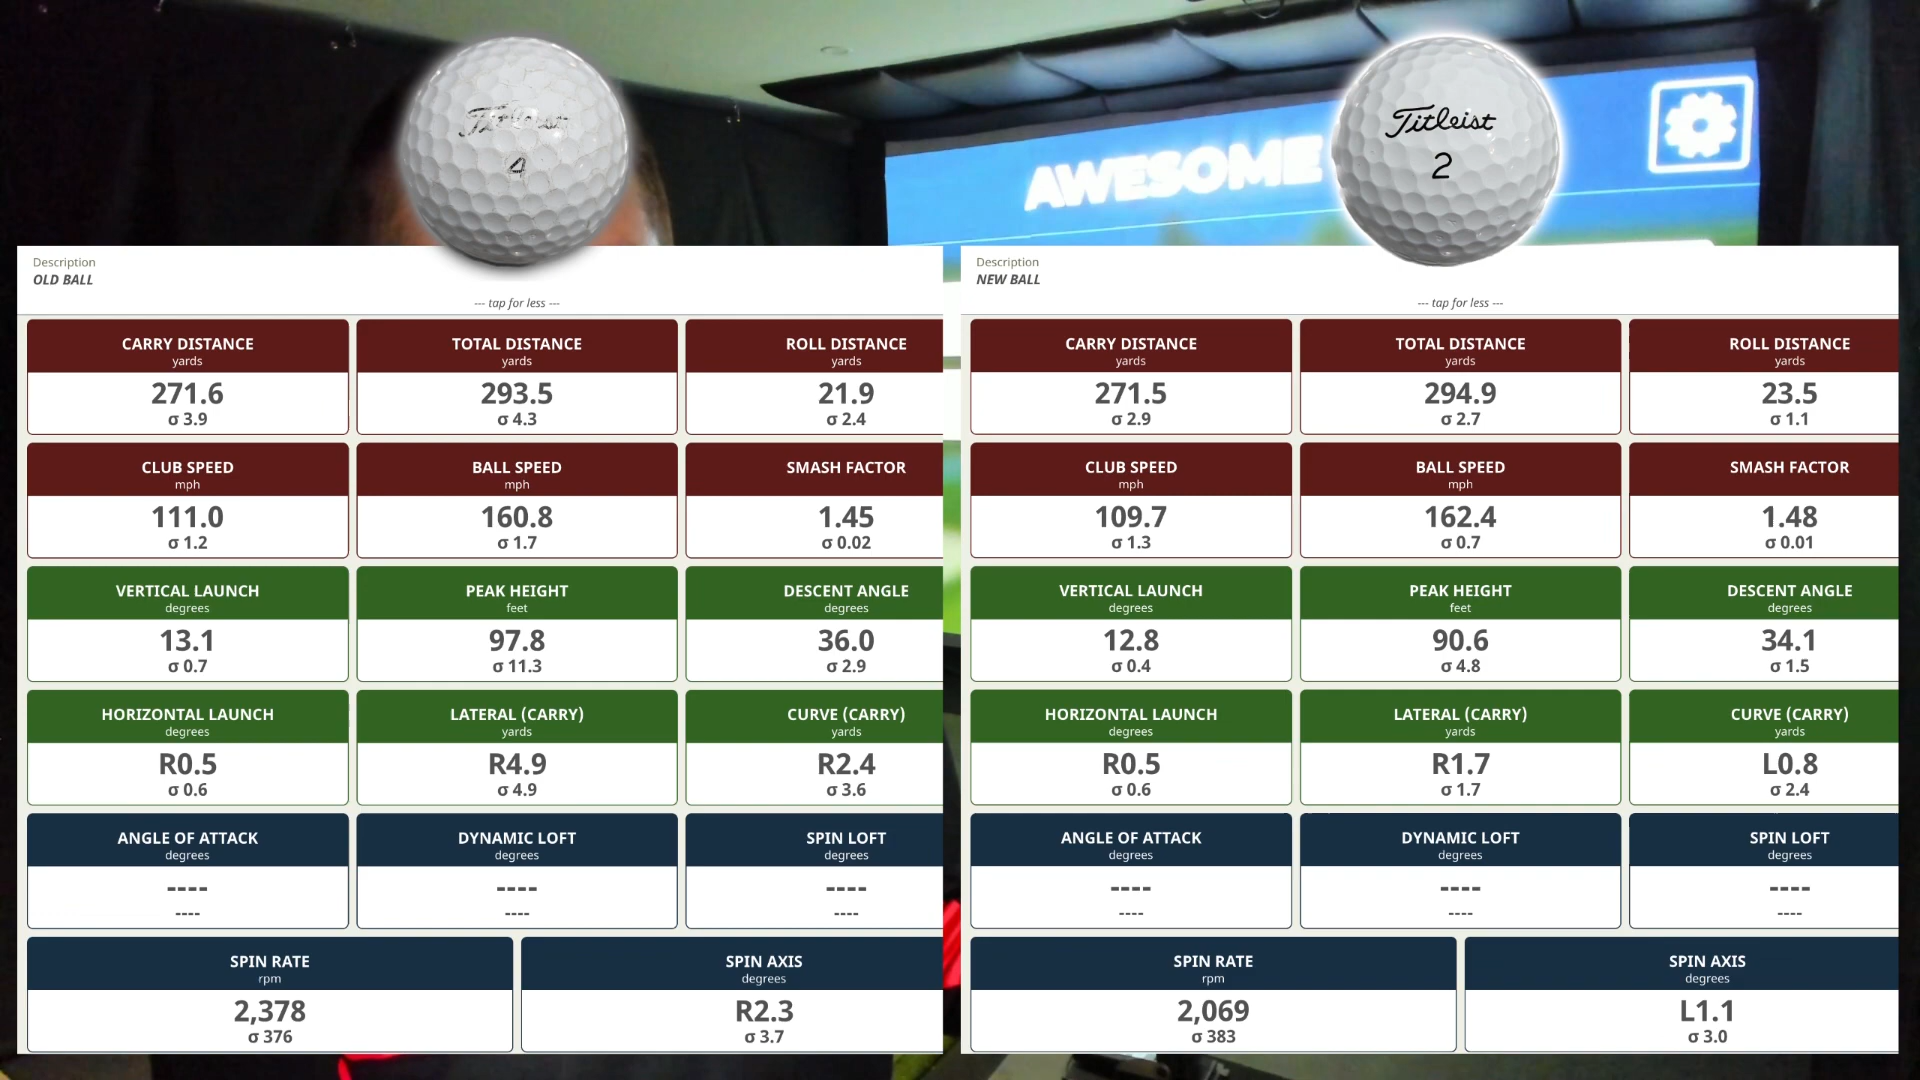 AWESOME
Titleist
4
Titleist
2
Description
OLD BALL
--- tap for less ---
CARRY DISTANCE
yards
271.6
σ 3.9
TOTAL DISTANCE
yards
293.5
σ 4.3
ROLL DISTANCE
yards
21.9
σ 2.4
CLUB SPEED
mph
111.0
σ 1.2
BALL SPEED
mph
160.8
σ 1.7
SMASH FACTOR
1.45
σ 0.02
VERTICAL LAUNCH
degrees
13.1
σ 0.7
PEAK HEIGHT
feet
97.8
σ 11.3
DESCENT ANGLE
degrees
36.0
σ 2.9
HORIZONTAL LAUNCH
degrees
R0.5
σ 0.6
LATERAL (CARRY)
yards
R4.9
σ 4.9
CURVE (CARRY)
yards
R2.4
σ 3.6
ANGLE OF ATTACK
degrees
----
----
DYNAMIC LOFT
degrees
----
----
SPIN LOFT
degrees
----
----
SPIN RATE
rpm
2,378
σ 376
SPIN AXIS
degrees
R2.3
σ 3.7
Description
NEW BALL
--- tap for less ---
CARRY DISTANCE
yards
271.5
σ 2.9
TOTAL DISTANCE
yards
294.9
σ 2.7
ROLL DISTANCE
yards
23.5
σ 1.1
CLUB SPEED
mph
109.7
σ 1.3
BALL SPEED
mph
162.4
σ 0.7
SMASH FACTOR
1.48
σ 0.01
VERTICAL LAUNCH
degrees
12.8
σ 0.4
PEAK HEIGHT
feet
90.6
σ 4.8
DESCENT ANGLE
degrees
34.1
σ 1.5
HORIZONTAL LAUNCH
degrees
R0.5
σ 0.6
LATERAL (CARRY)
yards
R1.7
σ 1.7
CURVE (CARRY)
yards
L0.8
σ 2.4
ANGLE OF ATTACK
degrees
----
----
DYNAMIC LOFT
degrees
----
----
SPIN LOFT
degrees
----
----
SPIN RATE
rpm
2,069
σ 383
SPIN AXIS
degrees
L1.1
σ 3.0